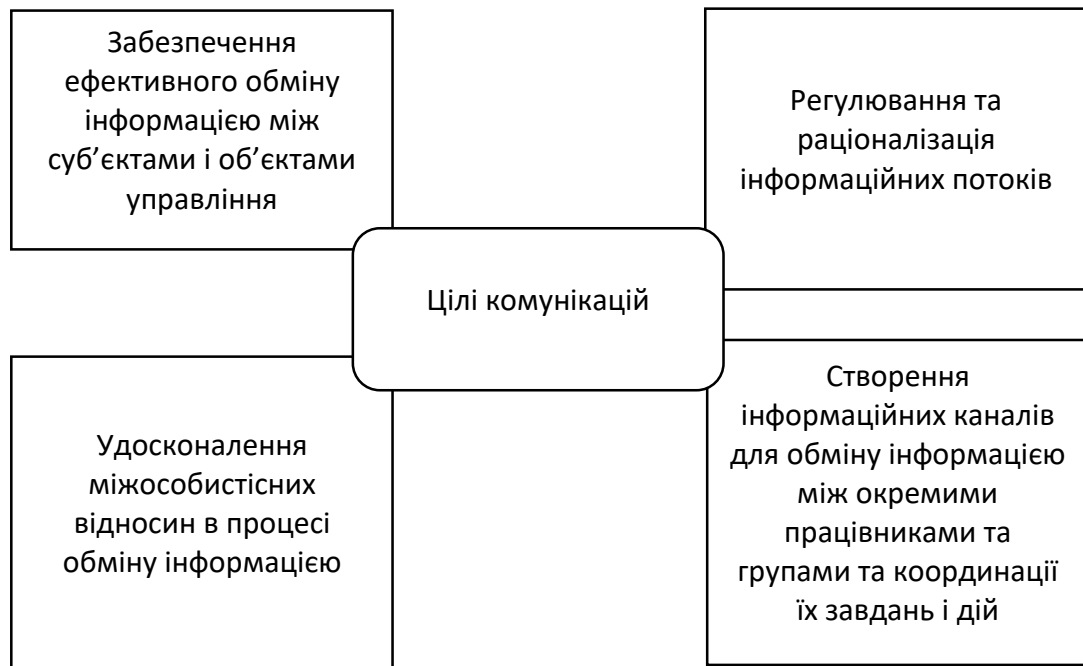 Забезпечення
ефективного обміну
інформацією між
суб’єктами і об’єктами
управління
Регулювання та
раціоналізація
інформаційних потоків
Цілі комунікацій
Удосконалення
міжособистісних
відносин в процесі
обміну інформацією
Створення
інформаційних каналів
для обміну інформацією
між окремими
працівниками та
групами та координації
їх завдань і дій